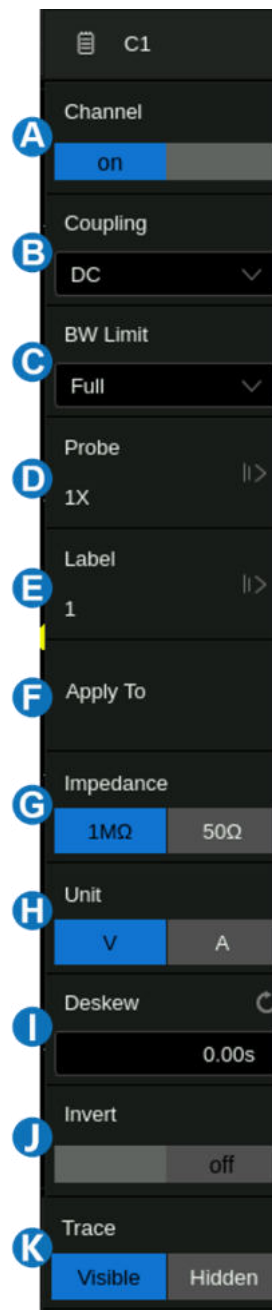 C1
A
Channel
on
B
Coupling
DC
C
BW Limit
Full
D
Probe
1X
E
Label
1
F
Apply To
G
Impedance
1MΩ 50Ω
H
Unit
V A
I
Deskew
0.00s
J
Invert
off
K
Trace
Visible Hidden